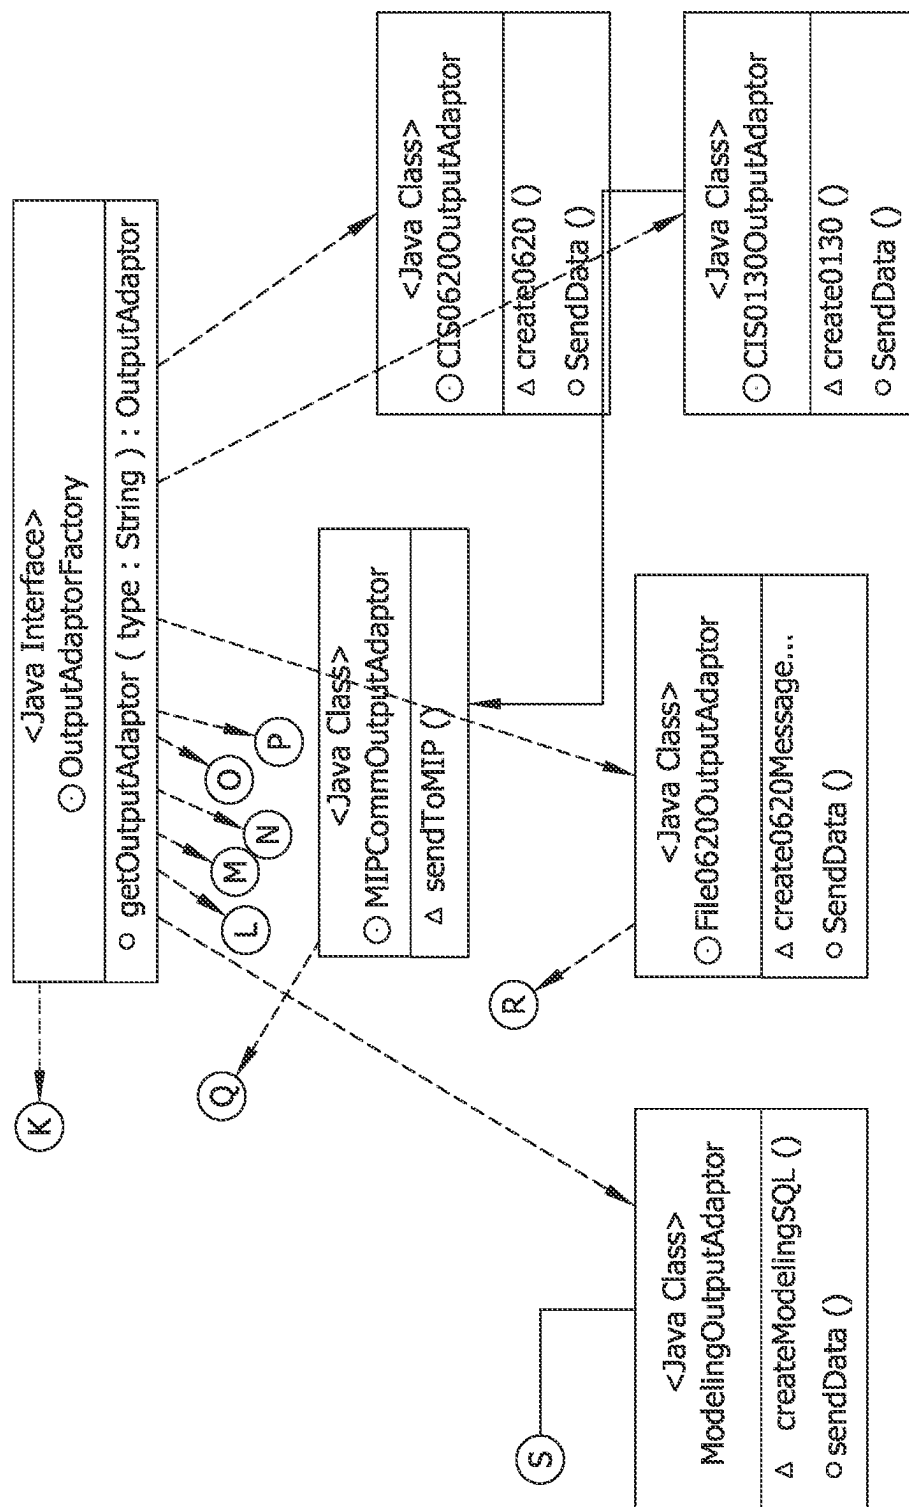 K
<Java Interface>
OutputAdaptorFactory
getOutputAdaptor ( type : String ) : OutputAdaptor
L
M
N
O
P
Q
<Java Class>
MIPCommOutputAdaptor
sendToMIP ()
<Java Class>
CIS0620OutputAdaptor
create0620 ()
SendData ()
S
<Java Class>
ModelingOutputAdaptor
createModelingSQL ()
sendData ()
R
<Java Class>
File0620OutputAdaptor
create0620Message...
SendData ()
<Java Class>
CIS0130OutputAdaptor
create0130 ()
SendData ()